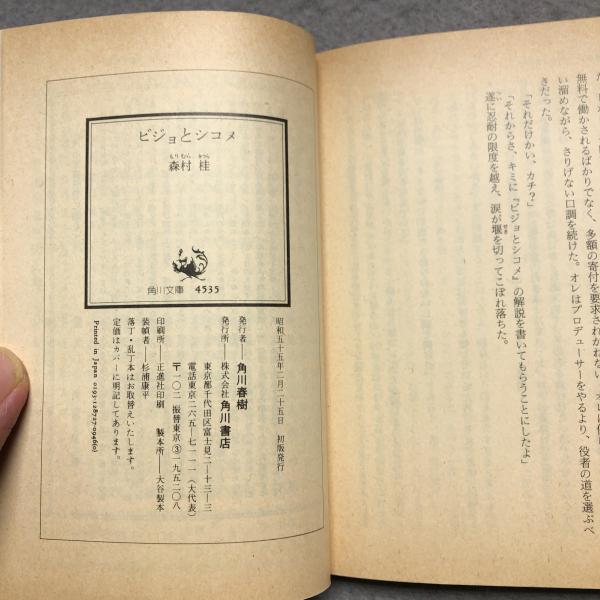 無料で働かされるばかりでなく、多額の寄付を要求されかねない。オレは
い溜めながら、さりげない口調を続けた。オレはプロデューサーをやるより、役者の道を選ぶべ
きだった。
「それだけかい、カチ?」
「それからさ、キミに『ビジョとシコメ』の解説を書いてもらうことにしたよ」
遂に忍耐の限度を越え、涙が堰を切ってこぼれ落ちた。
ビジョとシコメ
もりむら かつら
森村 桂
角川文庫 4535
昭和五十五年二月二十五日 初版発行
発行者――角川春樹
発行所――株式会社角川書店
東京都千代田区富士見二―十三―三
電話東京二六五―七一一一(大代表)
〒一〇二 振替東京③一九五二〇八
印刷所――正進社印刷 製本所――大谷製本
装幀者――杉浦康平
落丁・乱丁本はお取替えいたします。
定価はカバーに明記してあります。
Printed in Japan 0193-128727-0946(0)